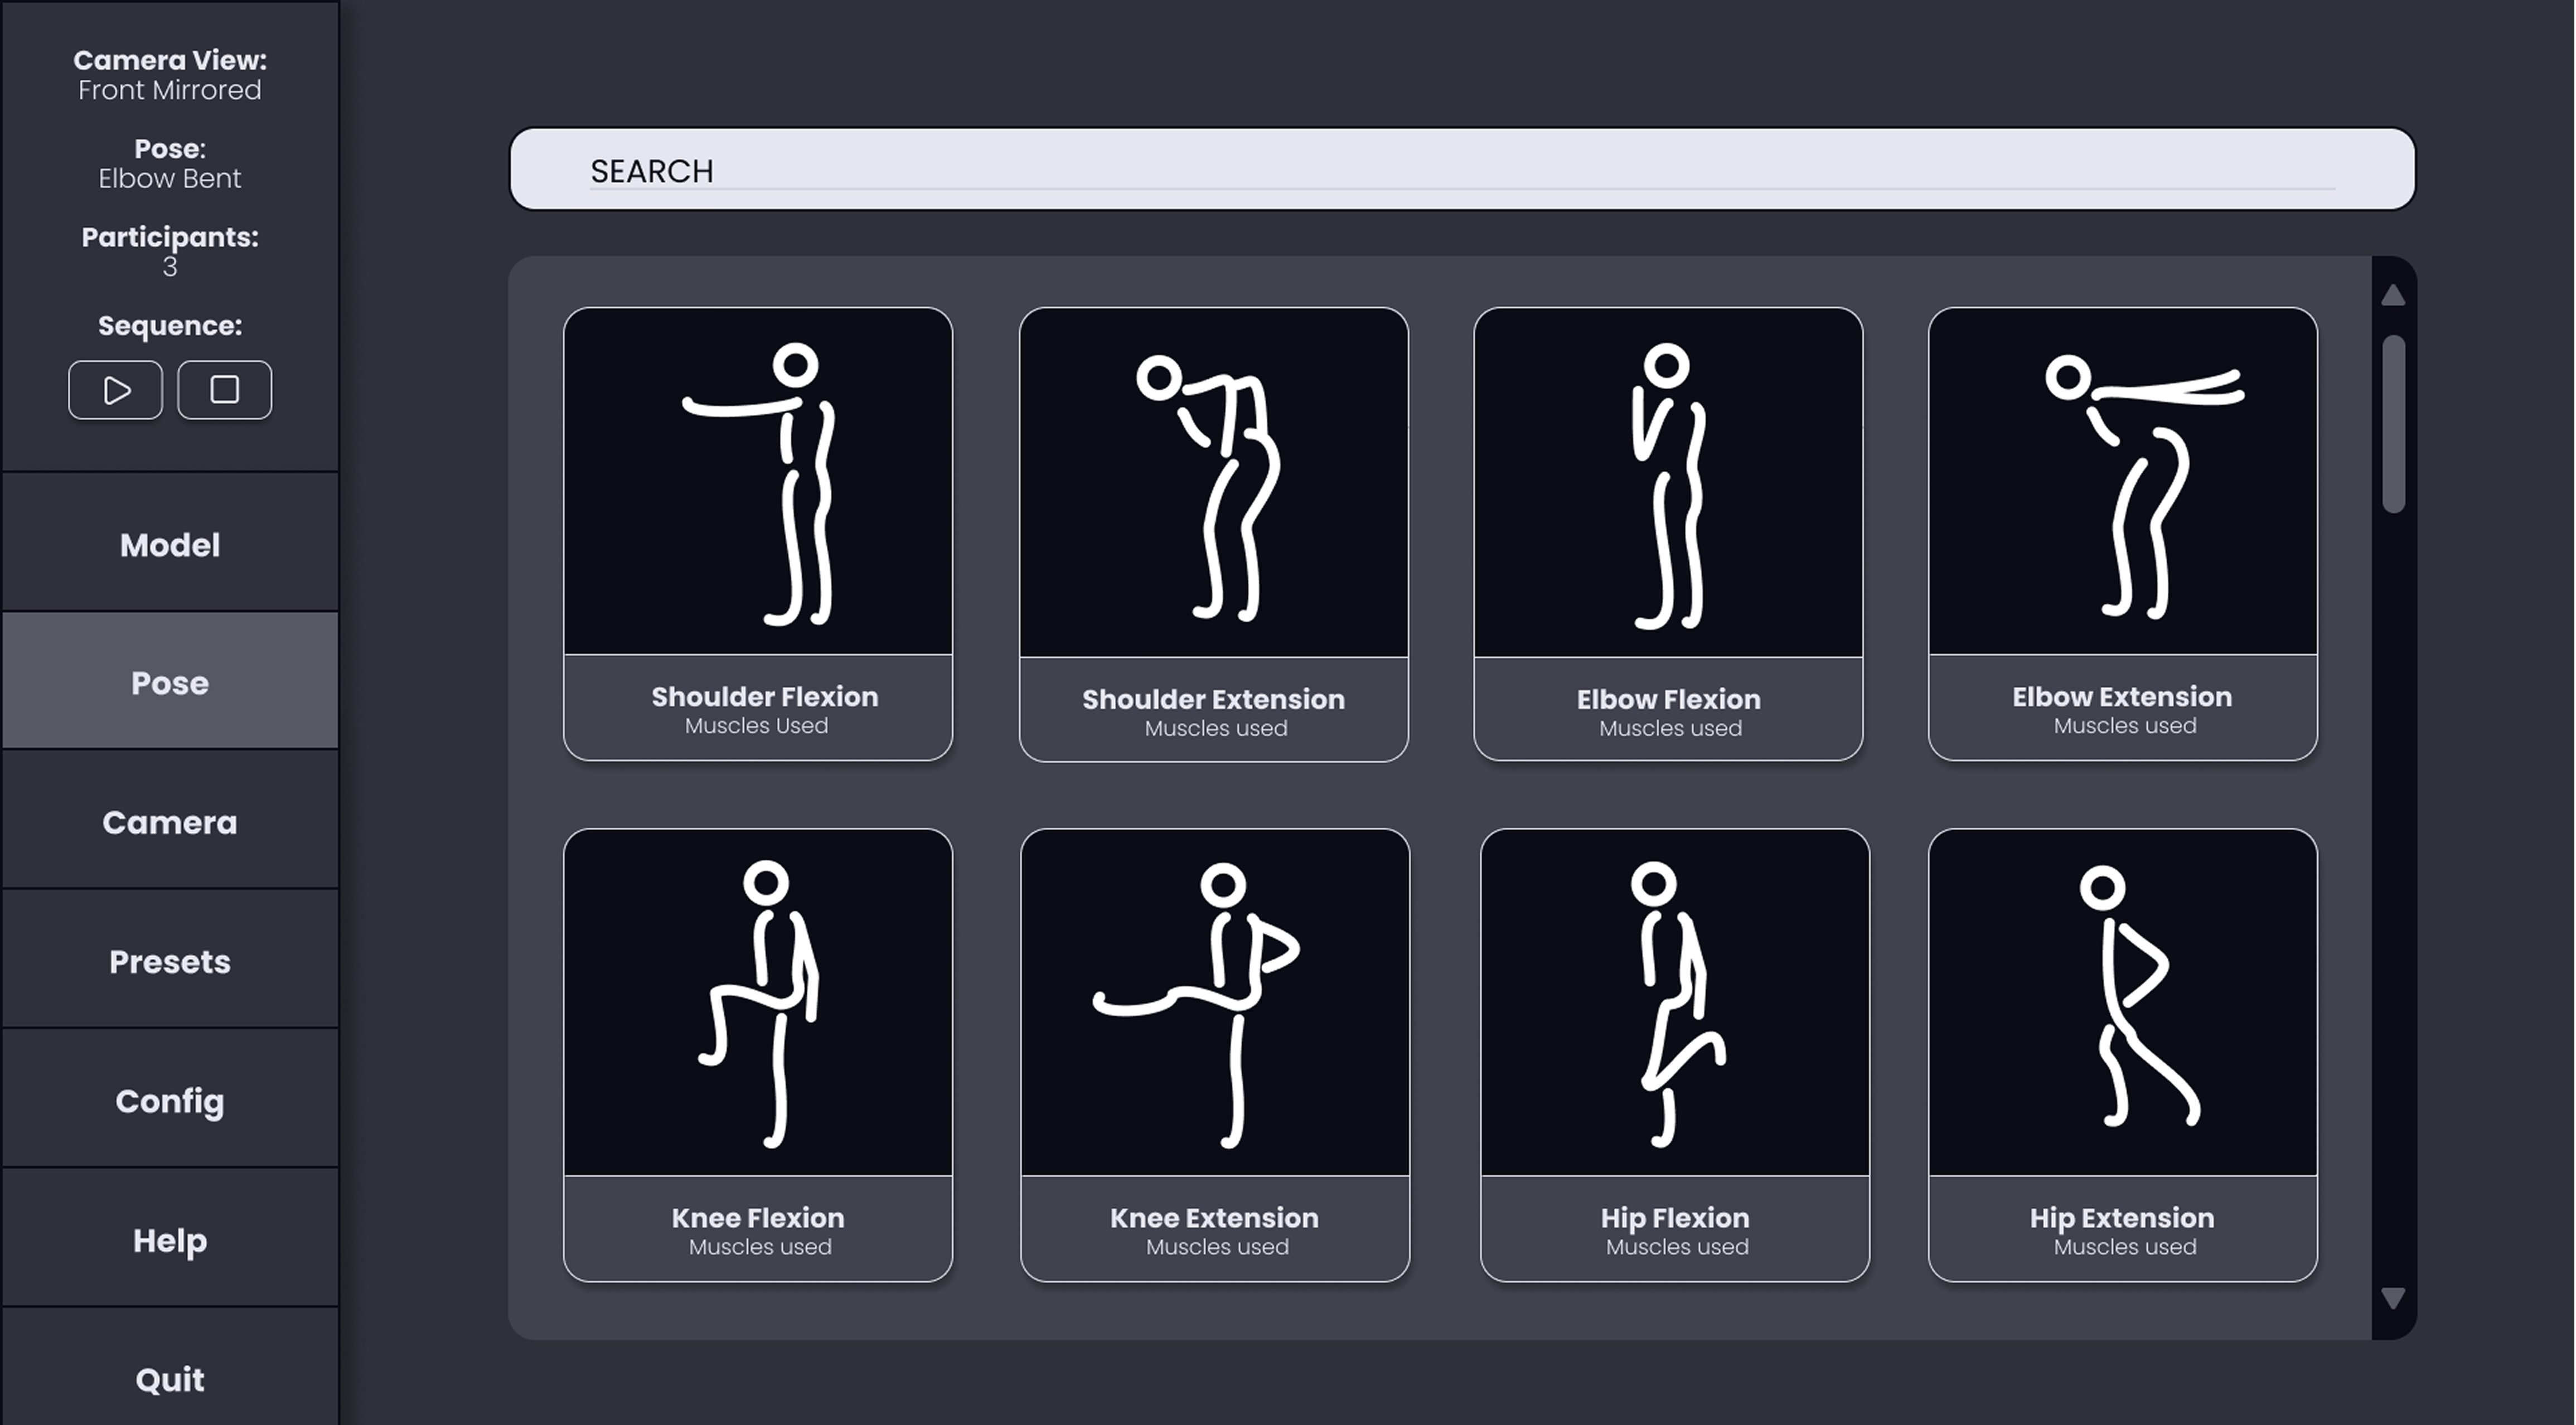 Camera View:
Front Mirrored
Pose:
Elbow Bent
Participants:
3
Sequence:
Model
Pose
Camera
Presets
Config
Help
Quit
SEARCH
Shoulder Flexion
Muscles Used
Shoulder Extension
Muscles used
Elbow Flexion
Muscles used
Elbow Extension
Muscles used
Knee Flexion
Muscles used
Knee Extension
Muscles used
Hip Flexion
Muscles used
Hip Extension
Muscles used